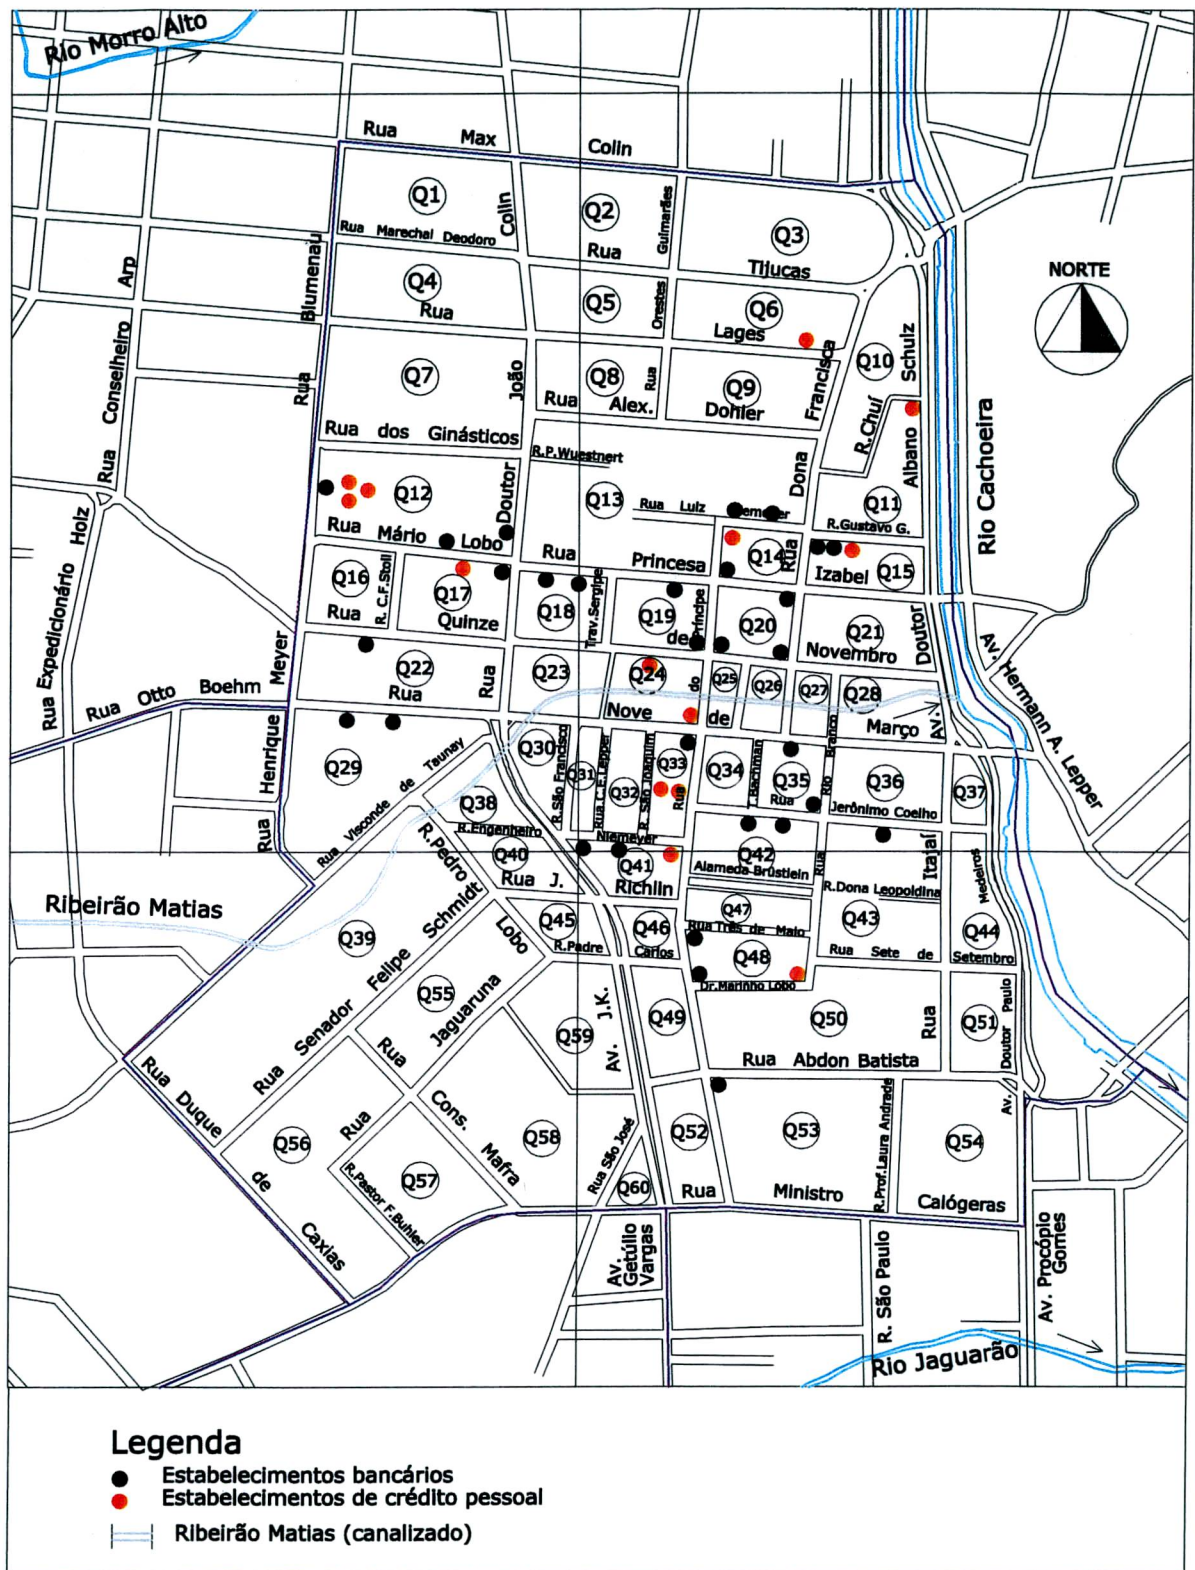 Rio Morro Alto
Rua Max Colin
Q1
Q2
Q3
Rua Marechal Deodoro
Colin
Guimarães
Rua
Tijucas
NORTE
Arp
Blumenau
Q4
Rua
Q5
Orestes
Q6
Lages
Q10
Schulz
Rua Conselheiro
Rua
Q7
João
Q8
Rua
Rua Alex.
Q9
Dohler
Francisca
R.Chuí
Albano
Rio Cachoeira
Rua dos Ginásticos
R.P.Wuestnert
Dona
Q12
Doutor
Q13
Rua Luiz
Q11
R.Gustavo G.
Rua Mário Lobo
Rua Princesa
Q14
Rua
Izabel
Q15
Rua Expedicionário Holz
Q16
R. C.F.Stoll
Q17
Q18
Trav.Sergipe
Q19
Príncipe
Q20
Q21
Doutor
Rua Quinze
de
Novembro
Meyer
Q22
Rua
Rua
Q23
Q24
do
Q25
Q26
Q27
Q28
Av. Hermann A. Lepper
Rua Otto Boehm
Nove de
Março
Av.
Henrique
Q29
Rua Visconde de Taunay
Q30
R.São Francisco
Q31
Rua C.E.Lepper
Q32
R. São Joaquim
Q33
Rua
Q34
T.Bachman
Q35
Rio Branco
Q36
Q37
Rua
Jerônimo Coelho
Q38
R.Engenheiro
Niemeyer
Rua
R.Pedro
Lobo
Q40
Q41
Q42
Rua
Itajaí
Medeiros
Rua J.
Richlin
Alameda Brüstlein
R.Dona Leopoldina
Ribeirão Matias
Q39
Q45
Q46
Q47
Q43
Q44
R.Padre
Carlos
Rua Três de Maio
Rua Sete de Setembro
Rua Senador Felipe Schmidt
Q48
Dr.Marinho Lobo
Q55
Rua Jaguaruna
Q59
Av. J.K.
Q49
Q50
Rua
Q51
Av. Doutor Paulo
Rua Abdon Batista
Rua Duque de Caxias
Q56
Rua
Cons. Mafra
Q58
Rua São José
Q52
Q53
R.Prof.Laura Andrade
Q54
R.Pastor F.Buhler
Q57
Q60
Rua Ministro Calógeras
Av.
Getúlio
Vargas
R. São Paulo
Av. Procópio
Gomes
Rio Jaguarão
Legenda
Estabelecimentos bancários
Estabelecimentos de crédito pessoal
Ribeirão Matias (canalizado)